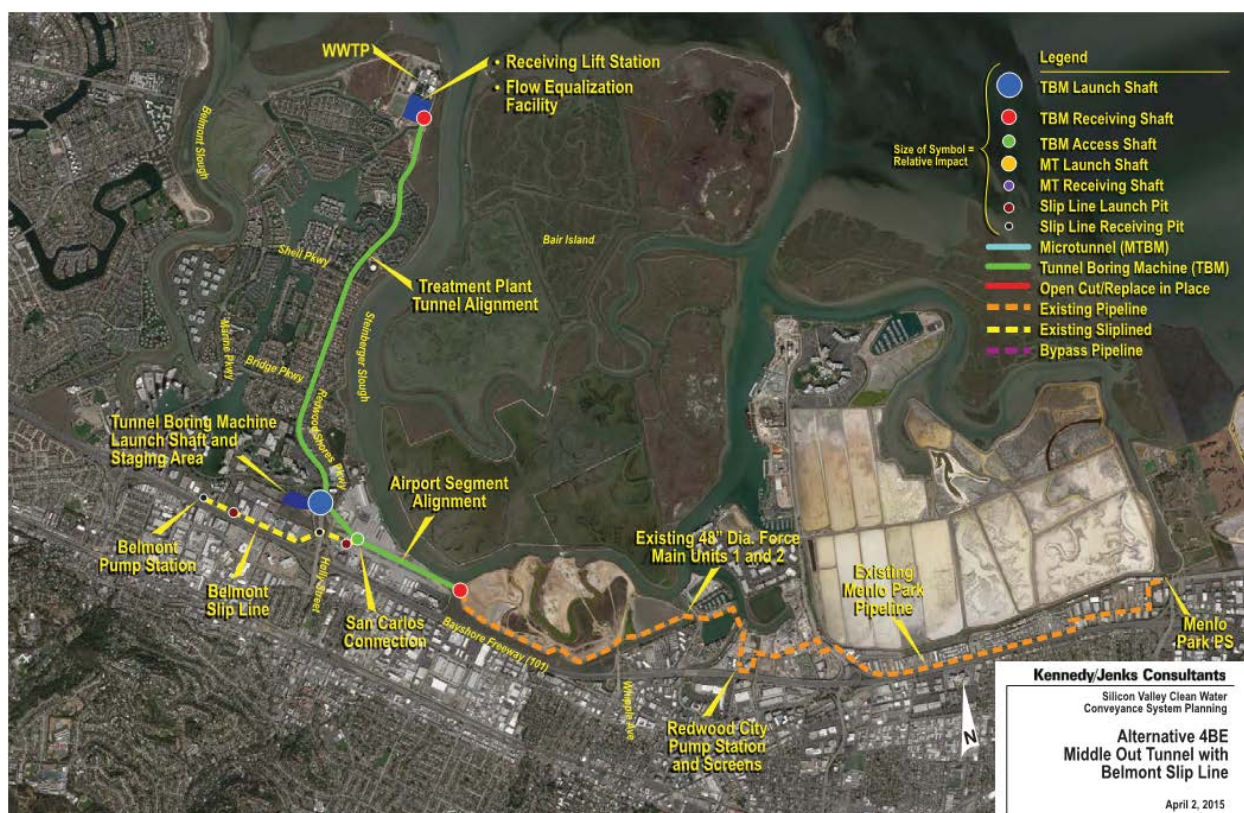 WWTP
• Receiving Lift Station
• Flow Equalization
Facility
Belmont Slough
Bair Island
Shell Pkwy
Treatment Plant
Tunnel Alignment
Steinberger Slough
Marine Pkwy
Bridge Pkwy
Redwood Shores Pkwy
Tunnel Boring Machine
Launch Shaft and
Staging Area
Airport Segment
Alignment
Belmont
Pump Station
Belmont
Slip Line
Holly Street
San Carlos
Connection
Bayshore Freeway (101)
Existing 48" Dia. Force
Main Units 1 and 2
Whipple Ave
Redwood City
Pump Station
and Screens
Existing
Menlo Park
Pipeline
Menlo
Park PS
Legend
Size of Symbol =
Relative Impact
TBM Launch Shaft
TBM Receiving Shaft
TBM Access Shaft
MT Launch Shaft
MT Receiving Shaft
Slip Line Launch Pit
Slip Line Receiving Pit
Microtunnel (MTBM)
Tunnel Boring Machine (TBM)
Open Cut/Replace in Place
Existing Pipeline
Existing Sliplined
Bypass Pipeline
N
Kennedy/Jenks Consultants
Silicon Valley Clean Water
Conveyance System Planning
Alternative 4BE
Middle Out Tunnel with
Belmont Slip Line
April 2, 2015